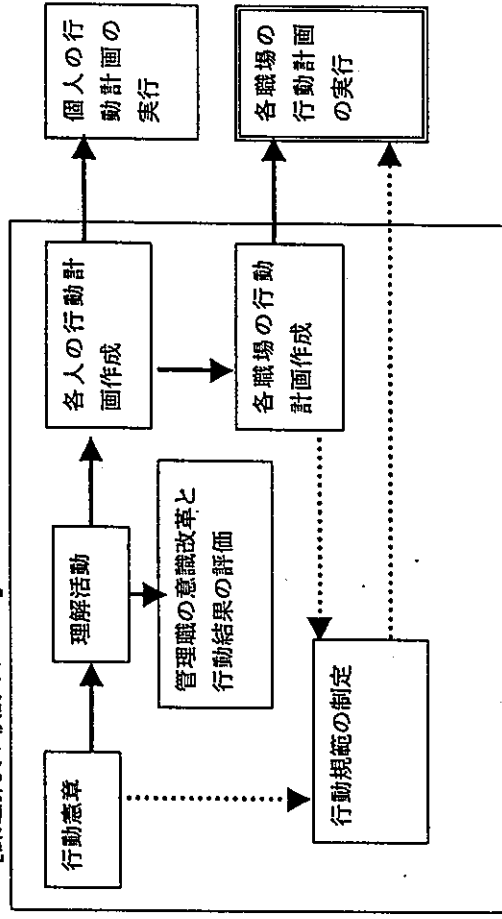 行動憲章
理解活動
各人の行動計
画作成
個人の行
動計画の
実行
管理職の意識改革と
行動結果の評価
各職場の行動
計画作成
各職場の
行動計画
の実行
行動規範の制定